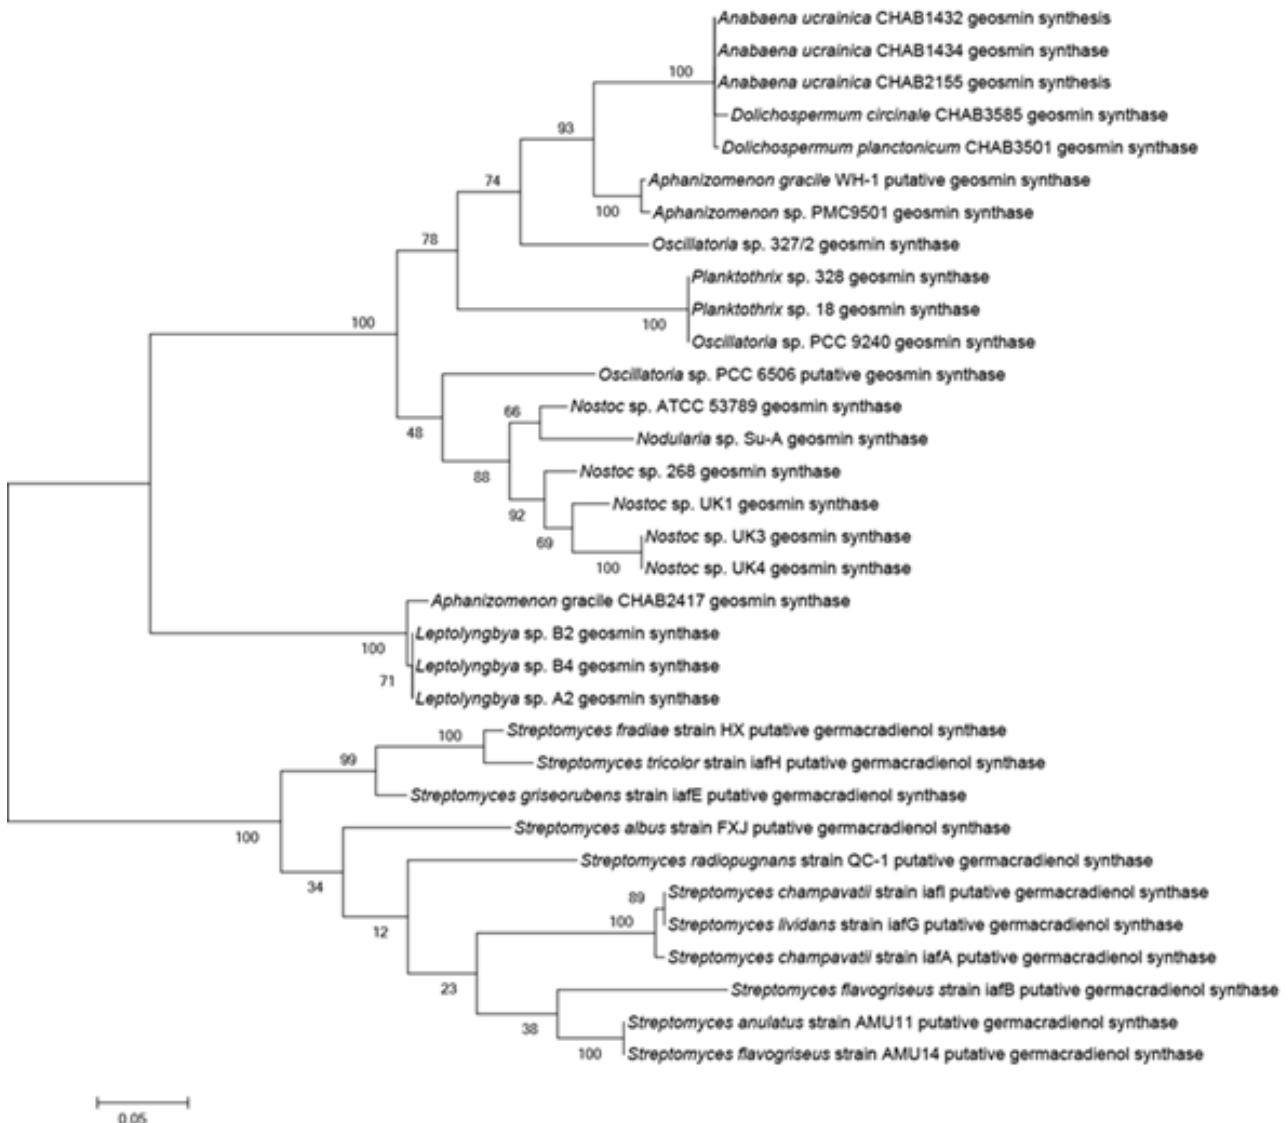 Anabaena ucrainica CHAB1432 geosmin synthesis
Anabaena ucrainica CHAB1434 geosmin synthase
100
Anabaena ucrainica CHAB2155 geosmin synthesis
Dolichospermum circinale CHAB3585 geosmin synthase
93
Dolichospermum planctonicum CHAB3501 geosmin synthase
74
Aphanizomenon gracile WH-1 putative geosmin synthase
100
Aphanizomenon sp. PMC9501 geosmin synthase
78
Oscillatoria sp. 327/2 geosmin synthase
Planktothrix sp. 328 geosmin synthase
Planktothrix sp. 18 geosmin synthase
100
100
Oscillatoria sp. PCC 9240 geosmin synthase
Oscillatoria sp. PCC 6506 putative geosmin synthase
66
Nostoc sp. ATCC 53789 geosmin synthase
48
Nodularia sp. Su-A geosmin synthase
88
Nostoc sp. 268 geosmin synthase
Nostoc sp. UK1 geosmin synthase
92
Nostoc sp. UK3 geosmin synthase
69
100
Nostoc sp. UK4 geosmin synthase
Aphanizomenon gracile CHAB2417 geosmin synthase
Leptolyngbya sp. B2 geosmin synthase
100
Leptolyngbya sp. B4 geosmin synthase
71
Leptolyngbya sp. A2 geosmin synthase
Streptomyces fradiae strain HX putative germacradienol synthase
100
99
Streptomyces tricolor strain iafH putative germacradienol synthase
Streptomyces griseorubens strain iafE putative germacradienol synthase
100
Streptomyces albus strain FXJ putative germacradienol synthase
Streptomyces radiopugnans strain QC-1 putative germacradienol synthase
34
89
Streptomyces champavatii strain iafI putative germacradienol synthase
100
Streptomyces lividans strain iafG putative germacradienol synthase
12
Streptomyces champavatii strain iafA putative germacradienol synthase
23
Streptomyces flavogriseus strain iafB putative germacradienol synthase
38
Streptomyces anulatus strain AMU11 putative germacradienol synthase
100
Streptomyces flavogriseus strain AMU14 putative germacradienol synthase
0.05